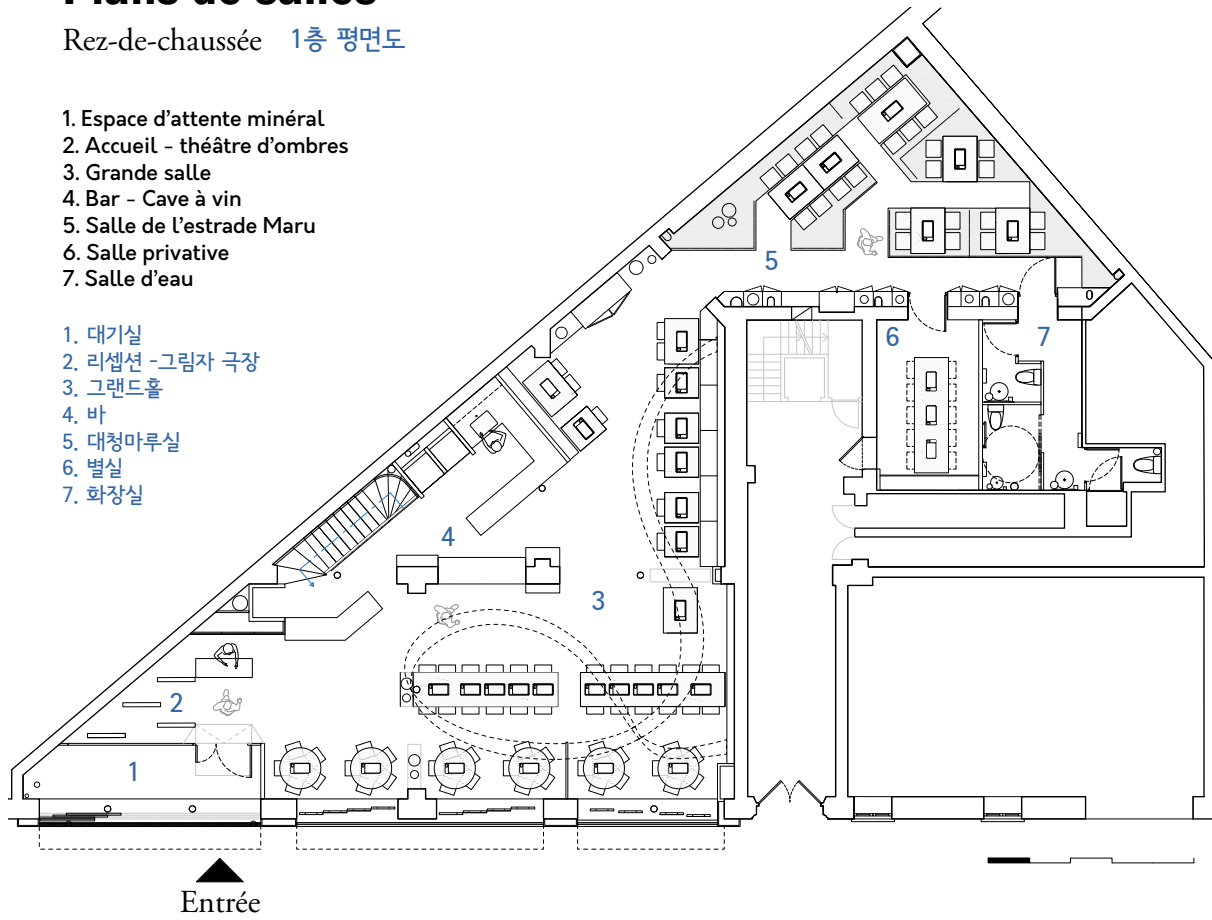 Plans de salles
Rez-de-chaussée 1층 평면도
1. Espace d'attente minéral
2. Accueil - théâtre d'ombres
3. Grande salle
4. Bar - Cave à vin
5. Salle de l'estrade Maru
6. Salle privative
7. Salle d'eau
1. 대기실
2. 리셉션 -그림자 극장
3. 그랜드홀
4. 바
5. 대청마루실
6. 별실
7. 화장실
5
6
7
4
3
2
1
Entrée